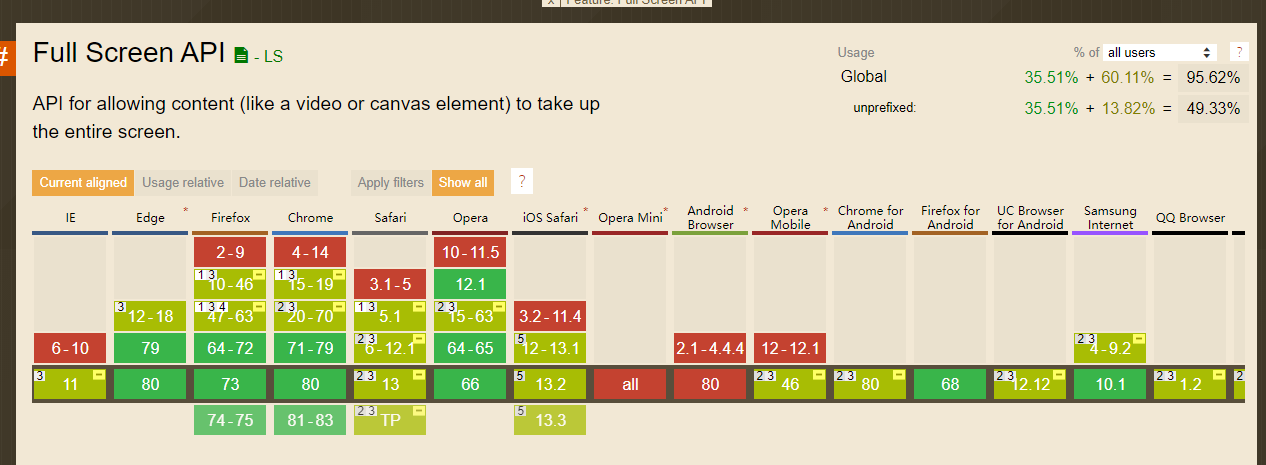 x Feature: Full Screen API
#
Full Screen API - LS
API for allowing content (like a video or canvas element) to take up
the entire screen.
Usage % of all users ?
Global 35.51% + 60.11% = 95.62%
unprefixed: 35.51% + 13.82% = 49.33%
Current aligned Usage relative Date relative Apply filters Show all ?
IE Edge * Firefox Chrome Safari Opera iOS Safari * Opera Mini * Android Browser * Opera Mobile * Chrome for Android Firefox for Android UC Browser for Android Samsung Internet QQ Browser
2-9 4-14 10-11.5
1 3 10-46 1 3 15-19 3.1-5 12.1
3 12-18 1 3 4 47-63 2 3 20-70 1 3 5.1 2 3 15-63 3.2-11.4
6-10 79 64-72 71-79 2 3 6-12.1 64-65 5 12-13.1 2.1-4.4.4 12-12.1 2 3 4-9.2
3 11 80 73 80 2 3 13 66 5 13.2 all 80 2 3 46 2 3 80 68 2 3 12.12 10.1 2 3 1.2 2
74-75 81-83 2 3 TP 5 13.3